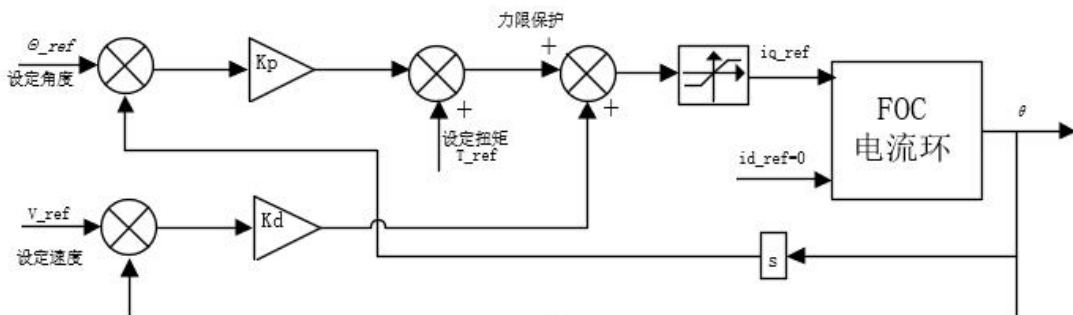 力限保护
θ_ref
设定角度
Kp
+
+
+
+
设定扭矩
T_ref
iq_ref
FOC
电流环
θ
id_ref=0
V_ref
设定速度
Kd
s